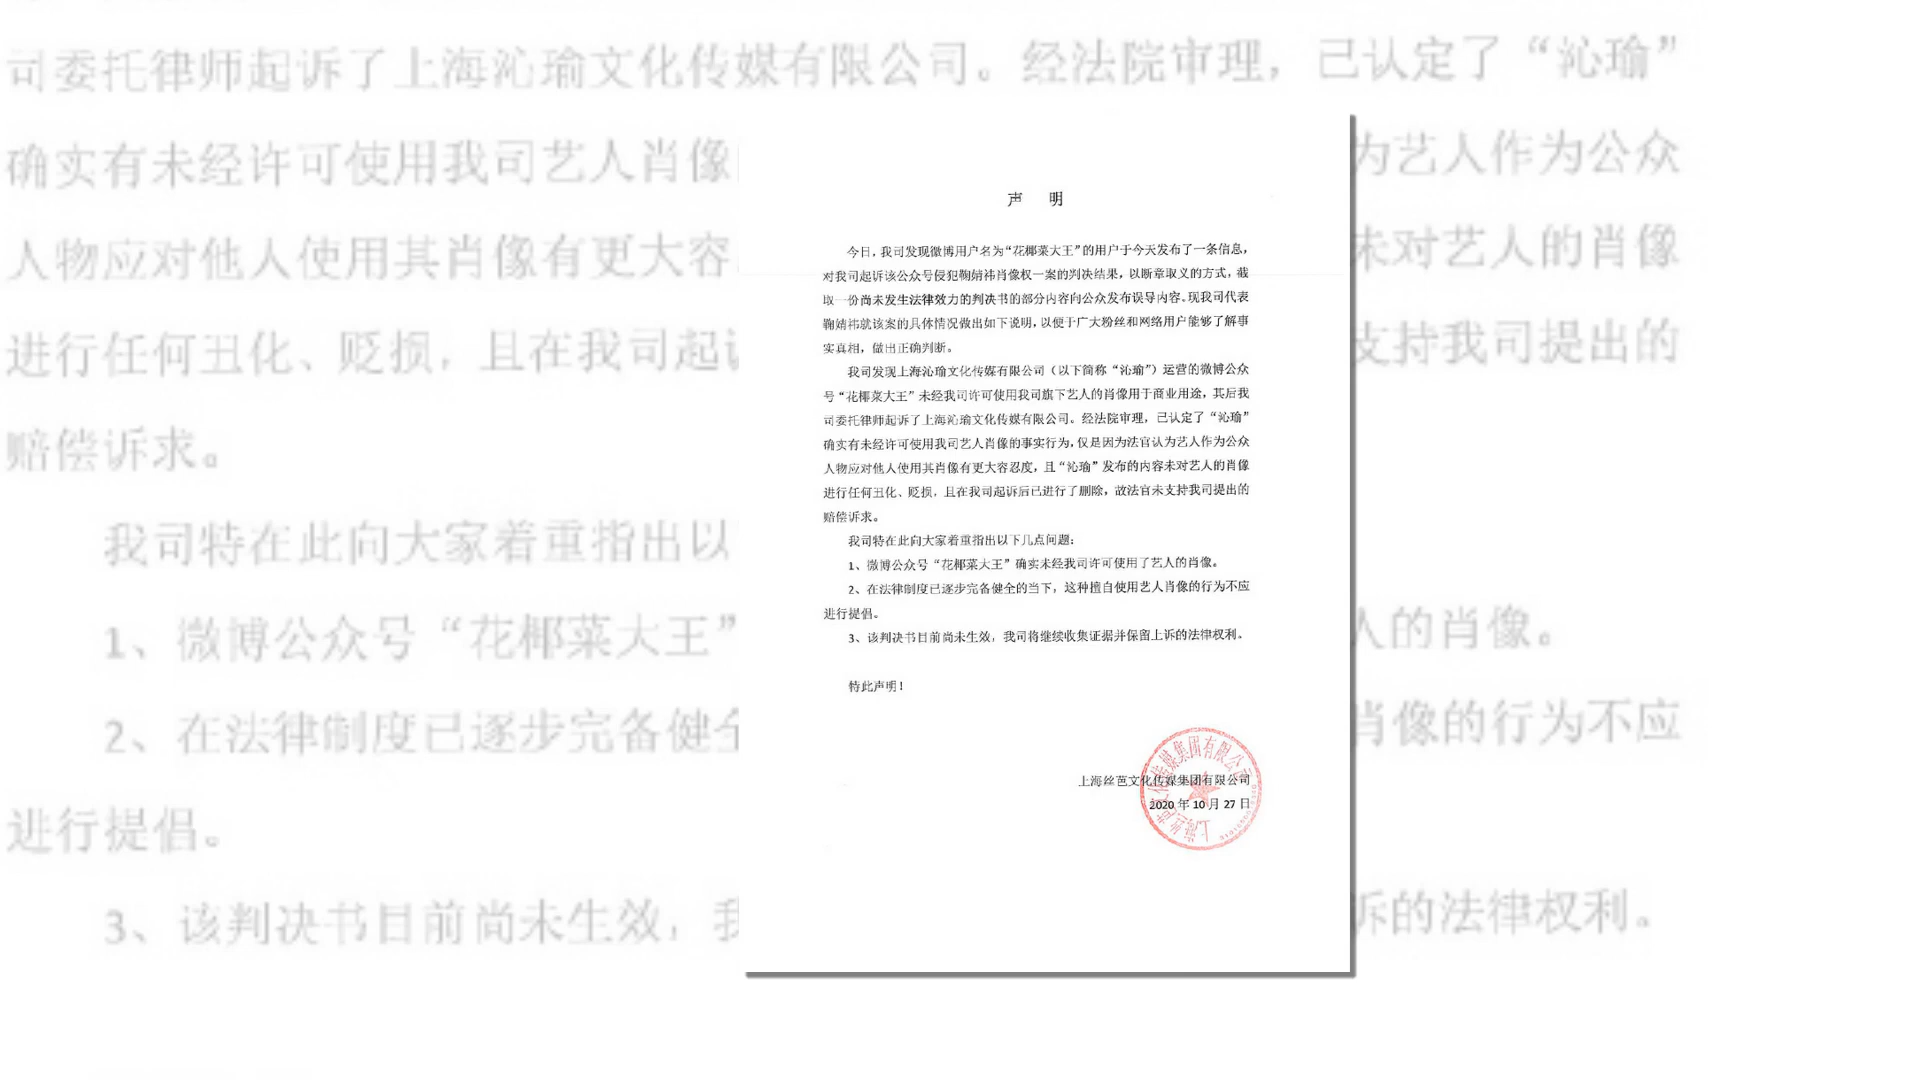 司委托律师起诉了上海沁瑜文化传媒有限公司。经法院审理，已认定了“沁瑜”
确实有未经许可使用我司艺人肖像
为艺人作为公众
人物应对他人使用其肖像有更大容
未对艺人的肖像
进行任何丑化、贬损，且在我司起诉
支持我司提出的
赔偿诉求。
我司特在此向大家着重指出以
1、微博公众号“花椰菜大王”
人的肖像。
2、在法律制度已逐步完备健全
肖像的行为不应
进行提倡。
3、该判决书目前尚未生效，我
诉的法律权利。
声 明
今日，我司发现微博用户名为“花椰菜大王”的用户于今天发布了一条信息，
对我司起诉该公众号侵犯鞠婧祎肖像权一案的判决结果，以断章取义的方式，截
取一份尚未发生法律效力的判决书的部分内容向公众发布误导内容。现我司代表
鞠婧祎就该案的具体情况做出如下说明，以便于广大粉丝和网络用户能够了解事
实真相，做出正确判断。
我司发现上海沁瑜文化传媒有限公司（以下简称“沁瑜”）运营的微博公众
号“花椰菜大王”未经我司许可使用我司旗下艺人的肖像用于商业用途，其后我
司委托律师起诉了上海沁瑜文化传媒有限公司。经法院审理，已认定了“沁瑜”
确实有未经许可使用我司艺人肖像的事实行为，仅是因为法官认为艺人作为公众
人物应对他人使用其肖像有更大容忍度，且“沁瑜”发布的内容未对艺人的肖像
进行任何丑化、贬损，且在我司起诉后已进行了删除，故法官未支持我司提出的
赔偿诉求。
我司特在此向大家着重指出以下几点问题：
1、微博公众号“花椰菜大王”确实未经我司许可使用了艺人的肖像。
2、在法律制度已逐步完备健全的当下，这种擅自使用艺人肖像的行为不应
进行提倡。
3、该判决书目前尚未生效，我司将继续收集证据并保留上诉的法律权利。
特此声明！
上海丝芭文化传媒集团有限公司
2020 年 10 月 27 日
上海丝芭文化传媒集团有限公司